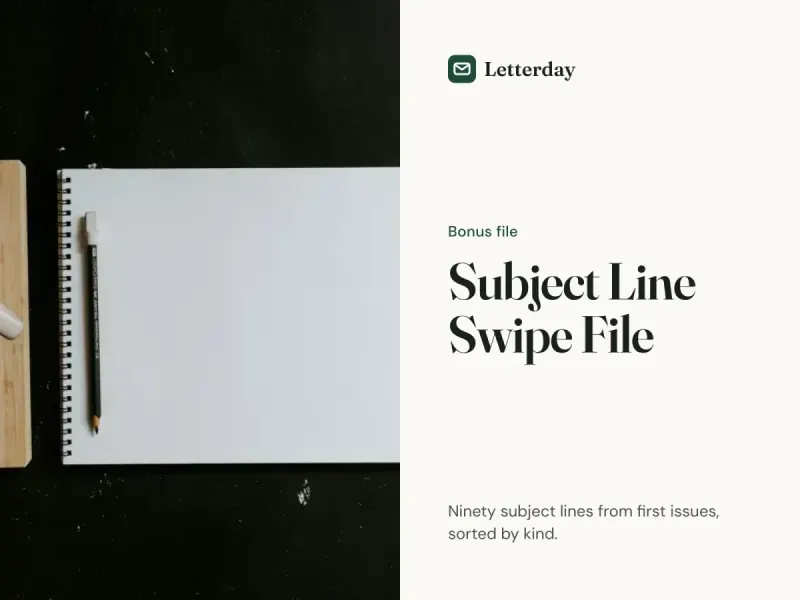 Letterday
Bonus file
Subject Line
Swipe File
Ninety subject lines from first issues,
sorted by kind.